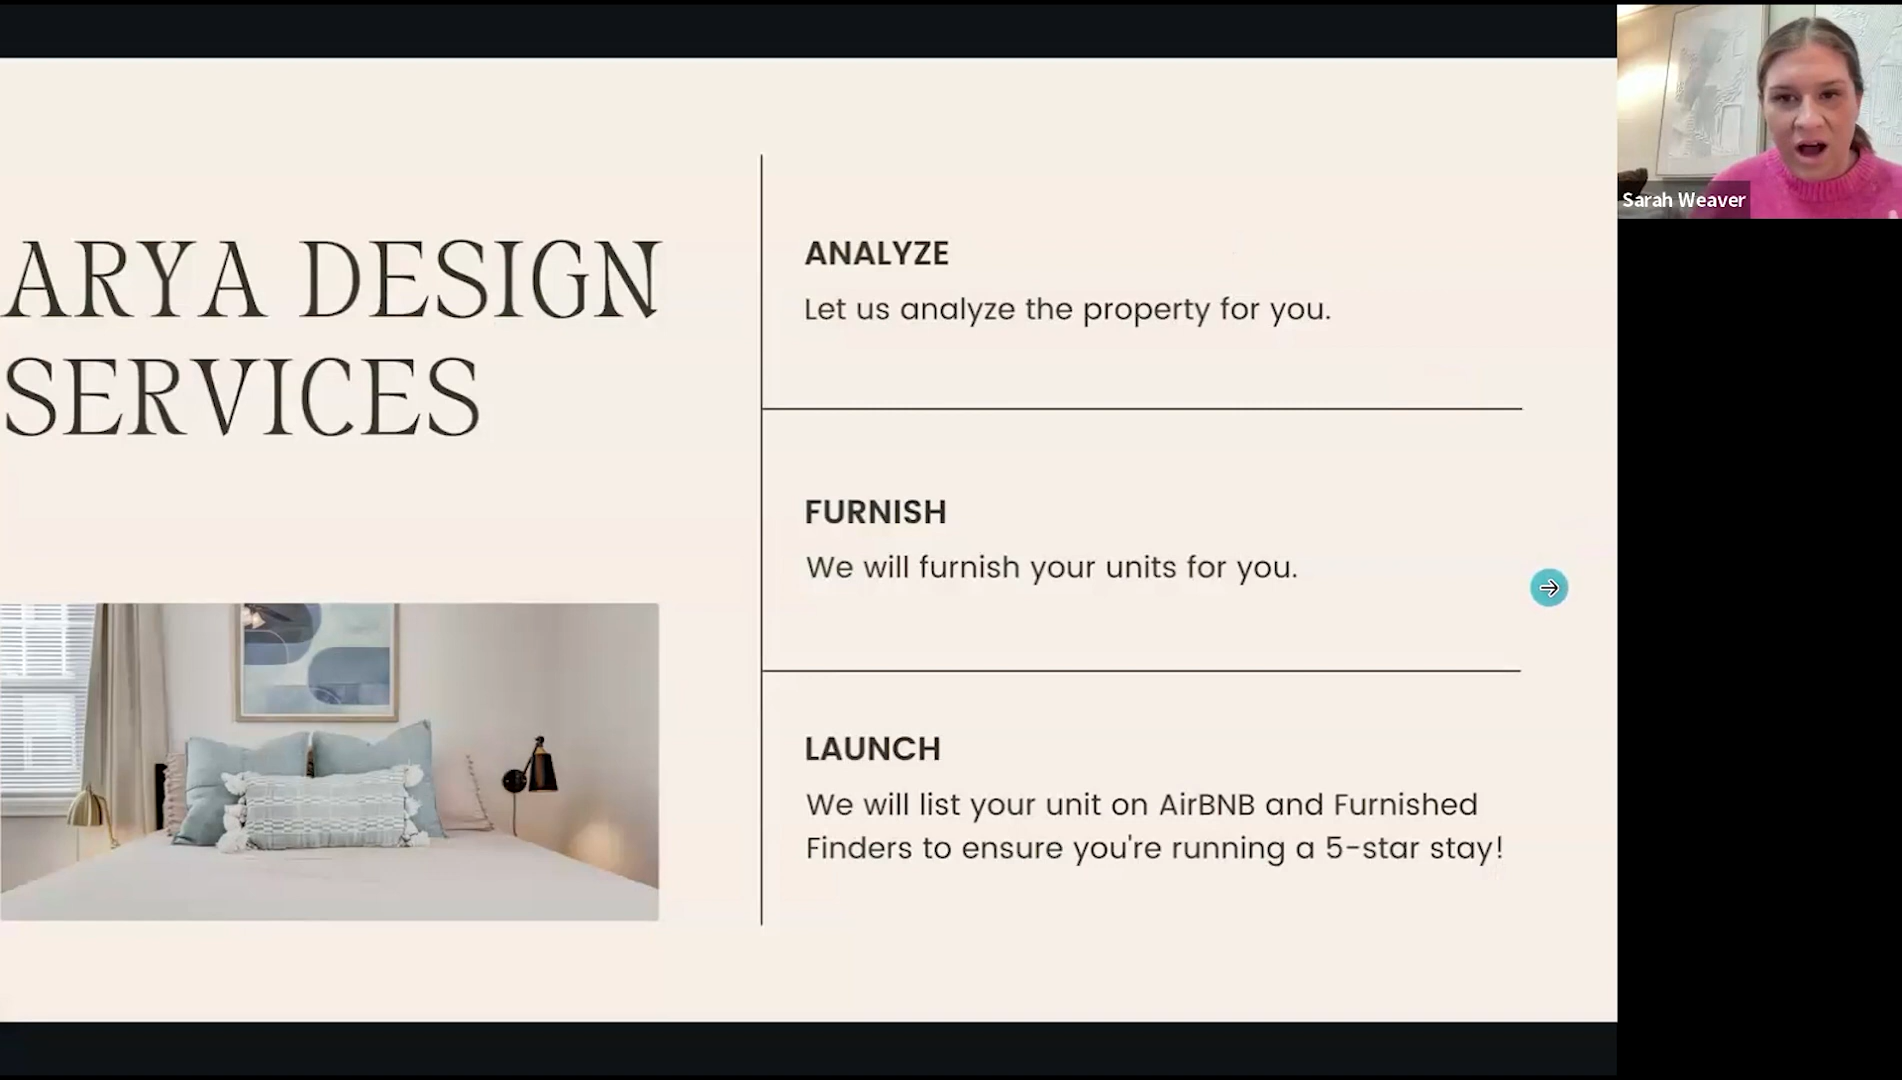 ARYA DESIGN
SERVICES
ANALYZE
Let us analyze the property for you.
FURNISH
We will furnish your units for you.
LAUNCH
We will list your unit on AirBNB and Furnished
Finders to ensure you're running a 5-star stay!
Sarah Weaver